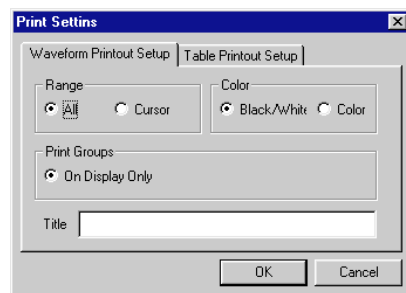 Print Settins
Waveform Printout Setup Table Printout Setup
Range Color
All Cursor Black/White Color
Print Groups
On Display Only
Title
OK Cancel